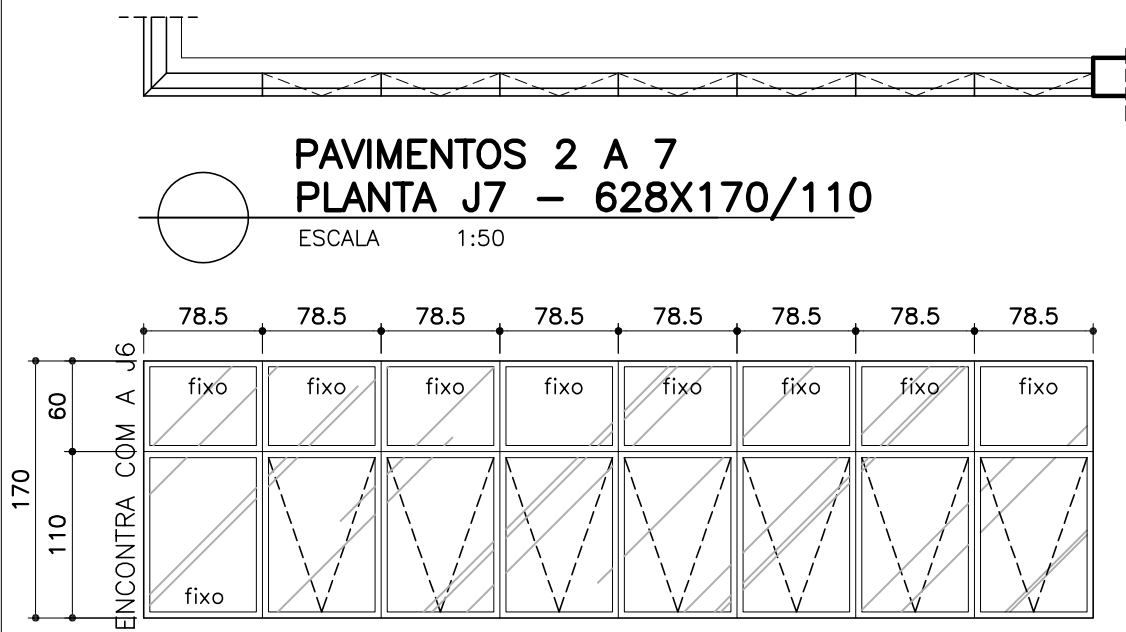 PAVIMENTOS 2 A 7
PLANTA J7 – 628X170/110
ESCALA 1:50
78.5 78.5 78.5 78.5 78.5 78.5 78.5 78.5
ENCONTRA COM A J6
170
60
110
fixo fixo fixo fixo fixo fixo fixo fixo
fixo